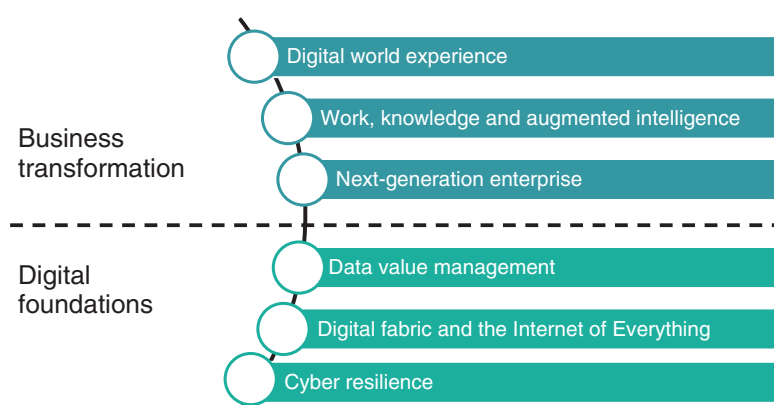 Digital world experience
Work, knowledge and augmented intelligence
Business
transformation
Next-generation enterprise
Data value management
Digital
foundations
Digital fabric and the Internet of Everything
Cyber resilience